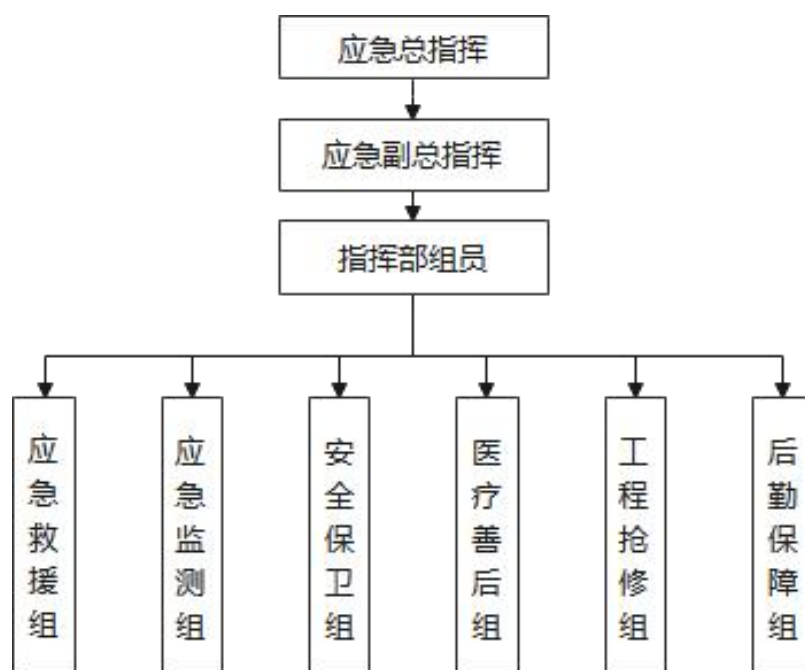 应急总指挥
应急副总指挥
指挥部组员
应急救援组
应急监测组
安全保卫组
医疗善后组
工程抢修组
后勤保障组